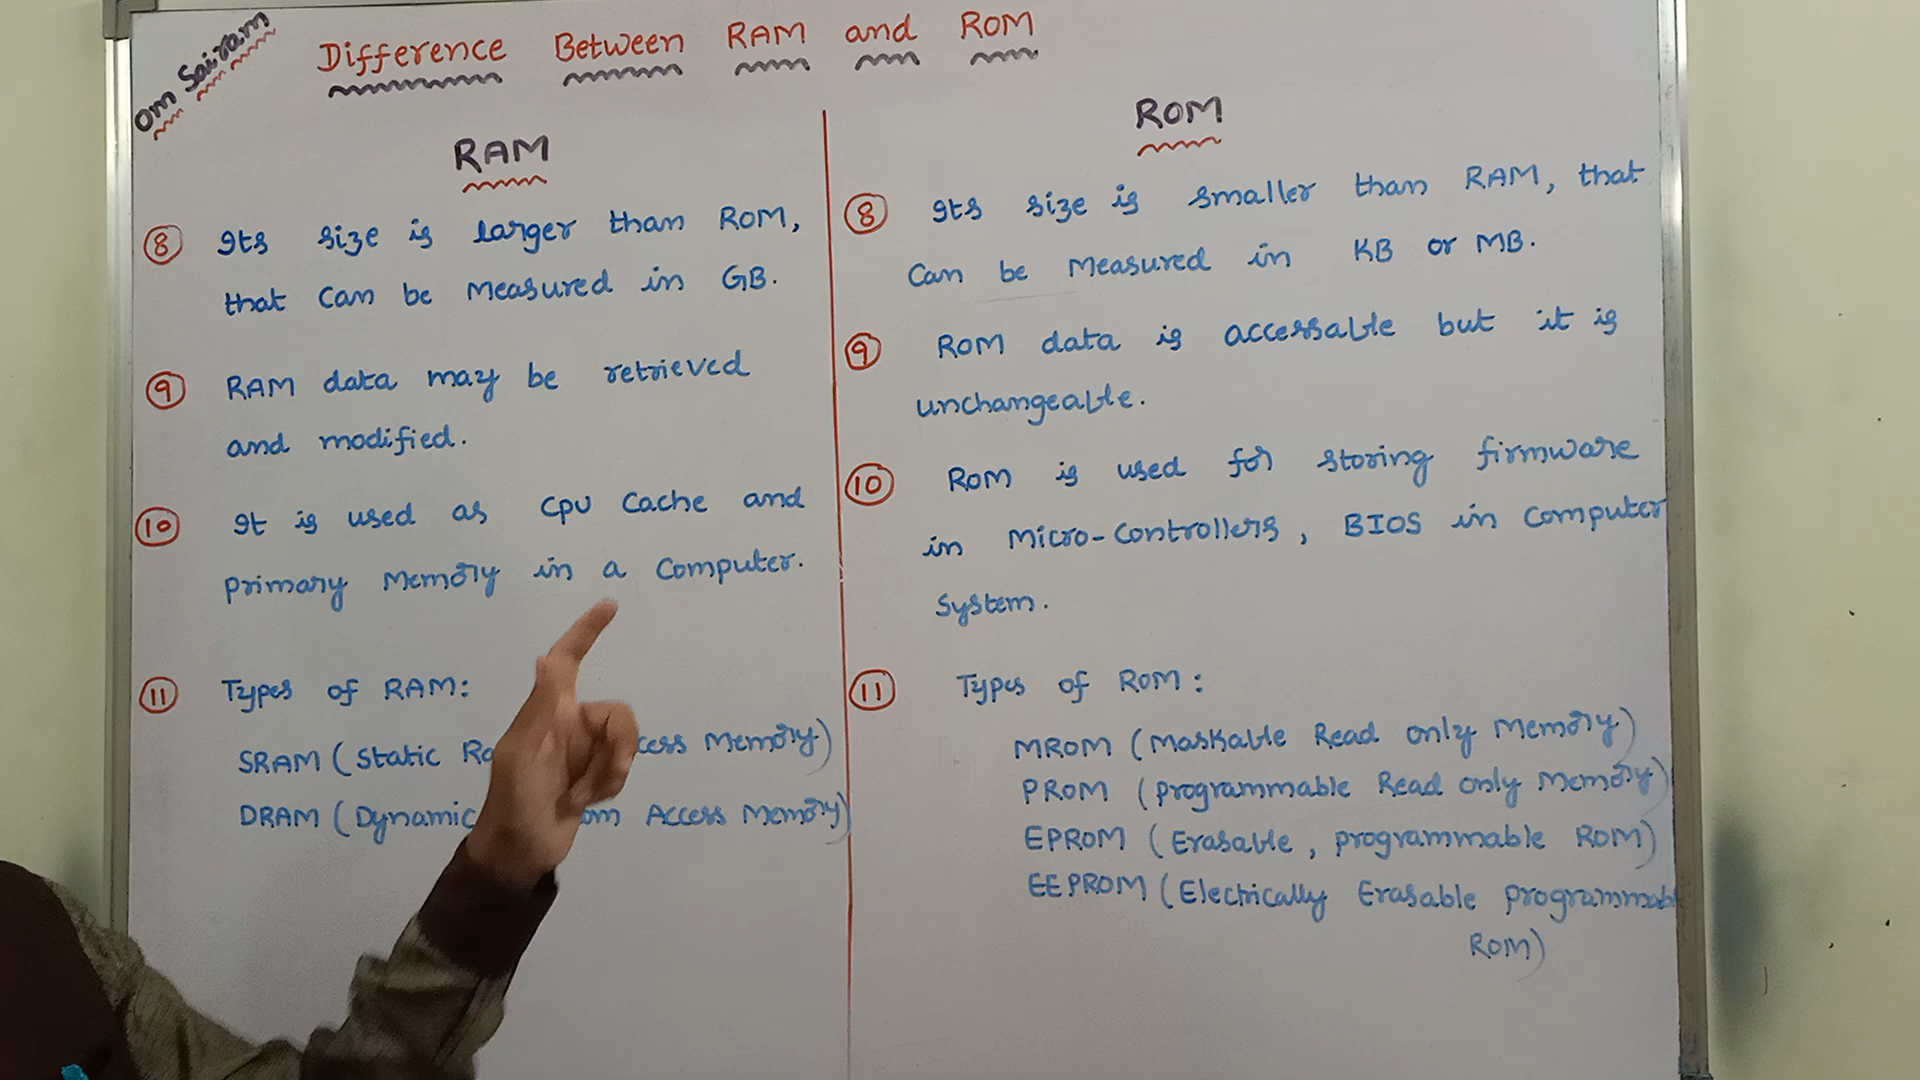 Om Sairam
Difference Between RAM and ROM
RAM
8 Its size is larger than ROM,
that can be measured in GB.
9 RAM data may be retrieved
and modified.
10 It is used as CPU Cache and
Primary Memory in a Computer.
11 Types of RAM:
SRAM (Static Access Memory)
DRAM (Dynamic Access Memory)
ROM
8 Its size is smaller than RAM, that
Can be Measured in KB or MB.
9 ROM data is accessable but it is
unchangeable.
10 ROM is used for storing firmware
in Micro-Controllers, BIOS in Computer
System.
11 Types of ROM:
MROM (Maskable Read only Memory)
PROM (Programmable Read only Memory)
EPROM (Erasable, programmable ROM)
EEPROM (Electrically Erasable Programmabl
ROM)